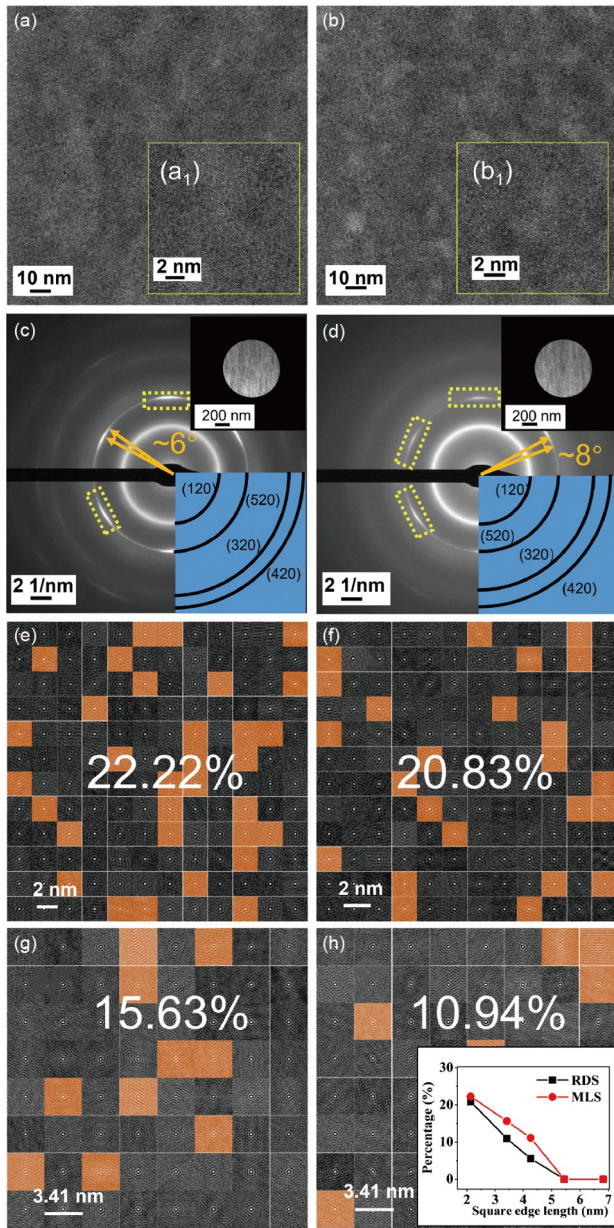 (a)
(a1)
10 nm
2 nm
(b)
(b1)
10 nm
2 nm
(c)
200 nm
~6°
(120)
(520)
(320)
(420)
2 1/nm
(d)
200 nm
~8°
(120)
(520)
(320)
(420)
2 1/nm
(e)
22.22%
2 nm
(f)
20.83%
2 nm
(g)
15.63%
3.41 nm
(h)
10.94%
3.41 nm
Percentage (%)
30
20
10
0
RDS
MLS
2 3 4 5 6 7
Square edge length (nm)